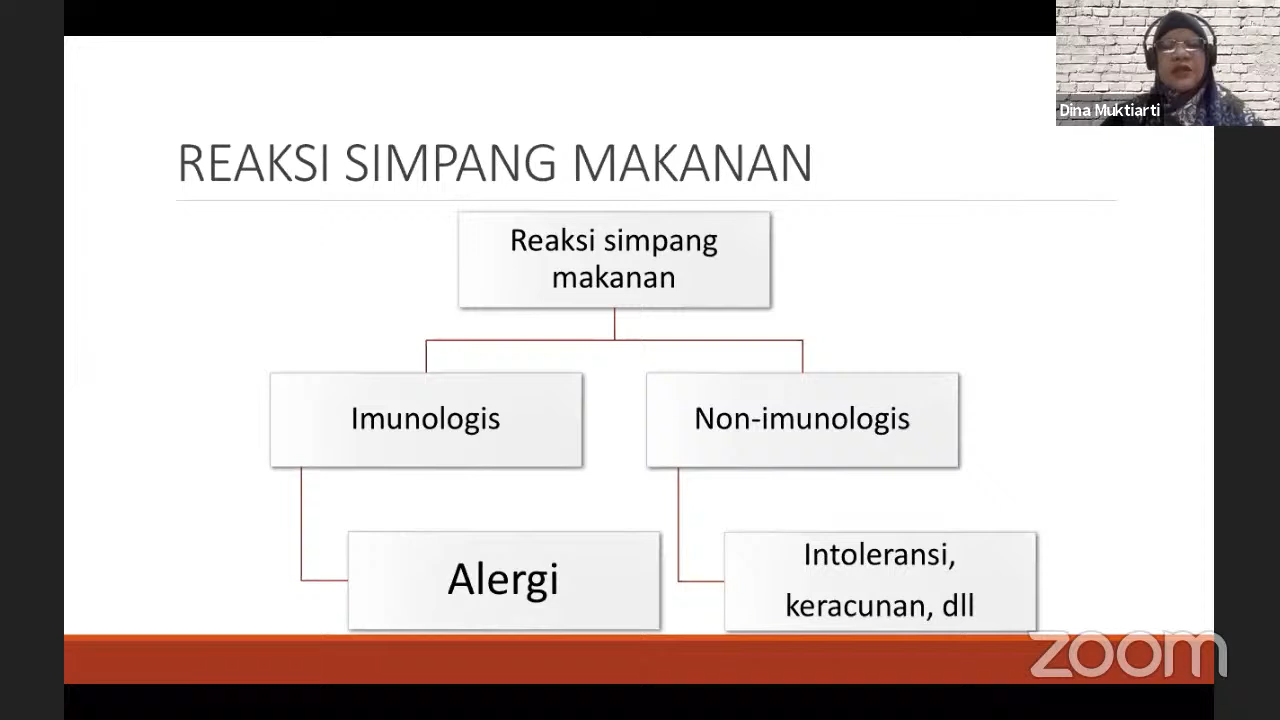 Dina Muktiarti
REAKSI SIMPANG MAKANAN
Reaksi simpang
makanan
Imunologis
Non-imunologis
Alergi
Intoleransi,
keracunan, dll
zoom